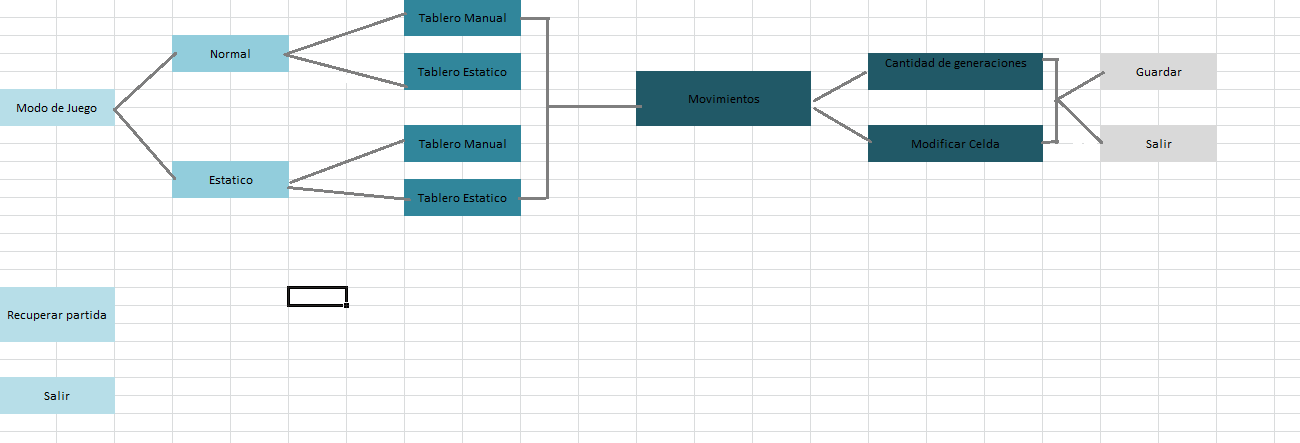 Tablero Manual
Normal
Tablero Estatico
Modo de Juego
Tablero Manual
Estatico
Tablero Estatico
Movimientos
Cantidad de generaciones
Modificar Celda
Guardar
Salir
Recuperar partida
Salir